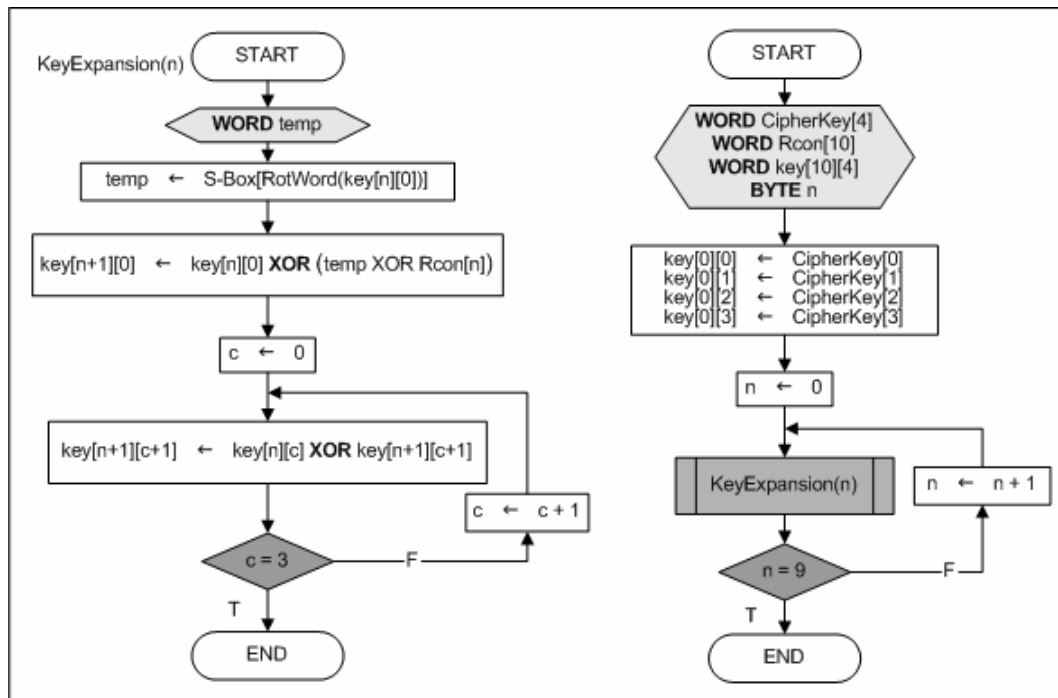 KeyExpansion(n)
START
WORD temp
temp ← S-Box[RotWord(key[n][0])]
key[n+1][0] ← key[n][0] XOR (temp XOR Rcon[n])
c ← 0
key[n+1][c+1] ← key[n][c] XOR key[n+1][c+1]
c ← c + 1
c = 3
F
T
END
START
WORD CipherKey[4]
WORD Rcon[10]
WORD key[10][4]
BYTE n
key[0][0] ← CipherKey[0]
key[0][1] ← CipherKey[1]
key[0][2] ← CipherKey[2]
key[0][3] ← CipherKey[3]
n ← 0
KeyExpansion(n)
n ← n + 1
n = 9
F
T
END